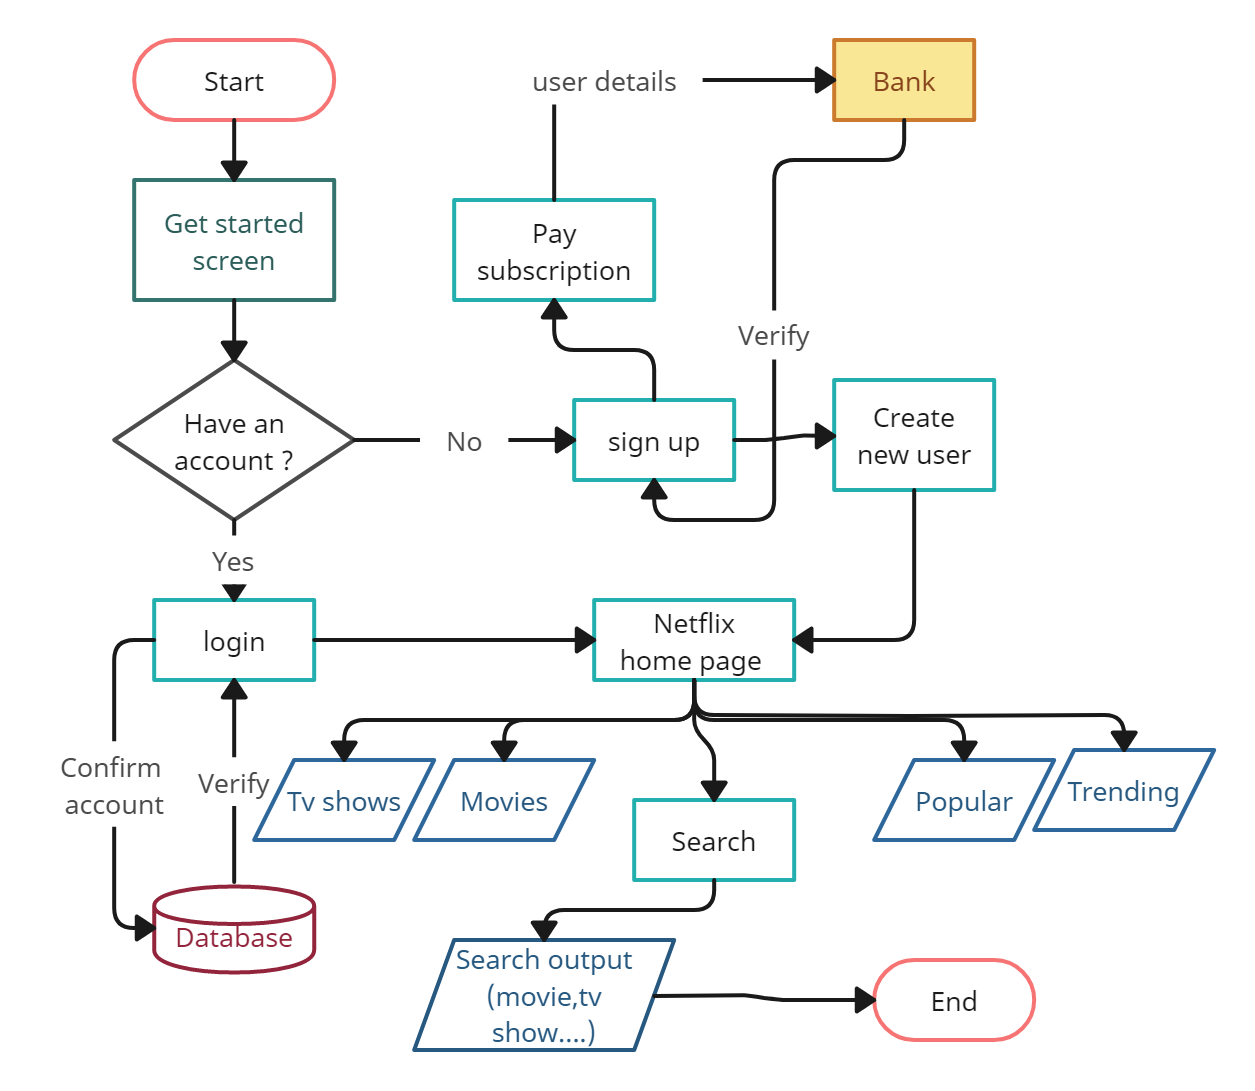 Start
user details
Bank
Get started
screen
Pay
subscription
Verify
Have an
account ?
No
sign up
Create
new user
Yes
login
Netflix
home page
Confirm
account
Verify
Tv shows
Movies
Popular
Trending
Search
Database
Search output
(movie,tv
show....)
End